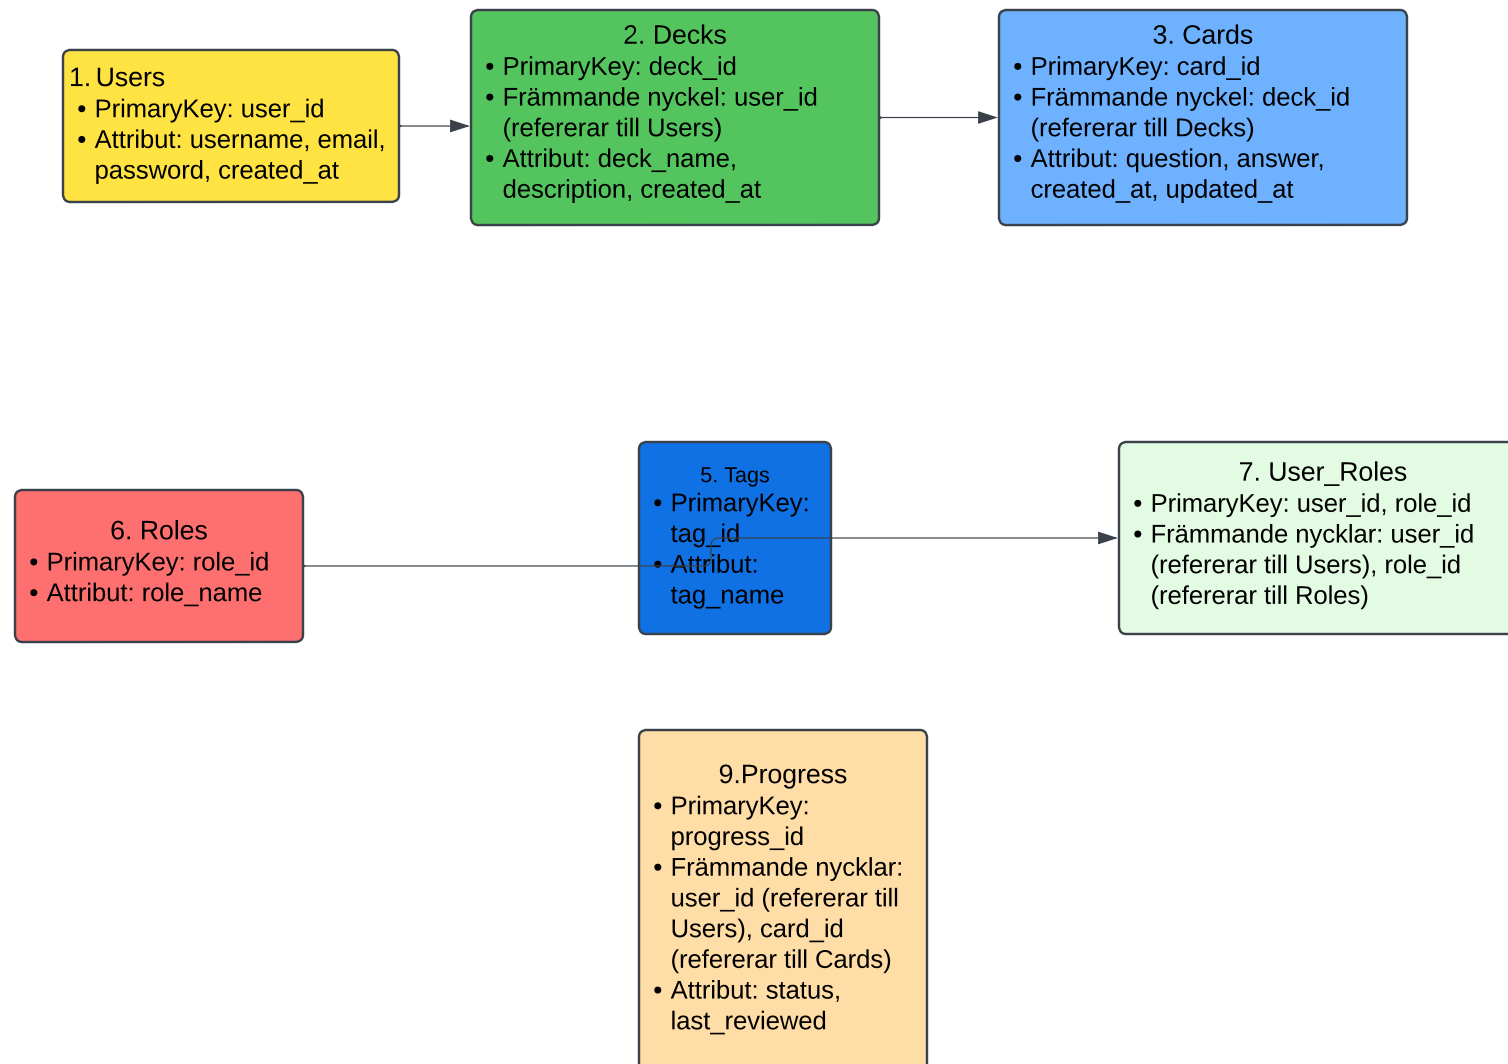 1. Users
• PrimaryKey: user_id
• Attribut: username, email,
password, created_at
2. Decks
• PrimaryKey: deck_id
• Främmande nyckel: user_id
(refererar till Users)
• Attribut: deck_name,
description, created_at
3. Cards
• PrimaryKey: card_id
• Främmande nyckel: deck_id
(refererar till Decks)
• Attribut: question, answer,
created_at, updated_at
6. Roles
• PrimaryKey: role_id
• Attribut: role_name
5. Tags
• PrimaryKey:
tag_id
• Attribut:
tag_name
7. User_Roles
• PrimaryKey: user_id, role_id
• Främmande nycklar: user_id
(refererar till Users), role_id
(refererar till Roles)
9.Progress
• PrimaryKey:
progress_id
• Främmande nycklar:
user_id (refererar till
Users), card_id
(refererar till Cards)
• Attribut: status,
last_reviewed